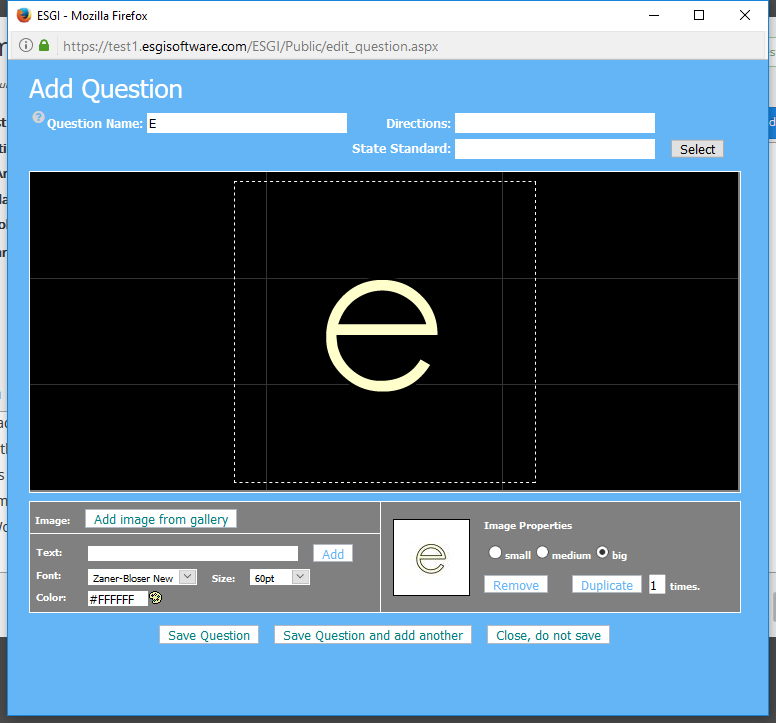 ESGI - Mozilla Firefox
https://test1.esgisoftware.com/ESGI/Public/edit_question.aspx
Add Question
Question Name: E Directions:
State Standard: Select
e
Image: Add image from gallery
Text: Add
Font: Zaner-Bloser New Size: 60pt
Color: #FFFFFF
e
Image Properties
small medium big
Remove Duplicate 1 times.
Save Question Save Question and add another Close, do not save